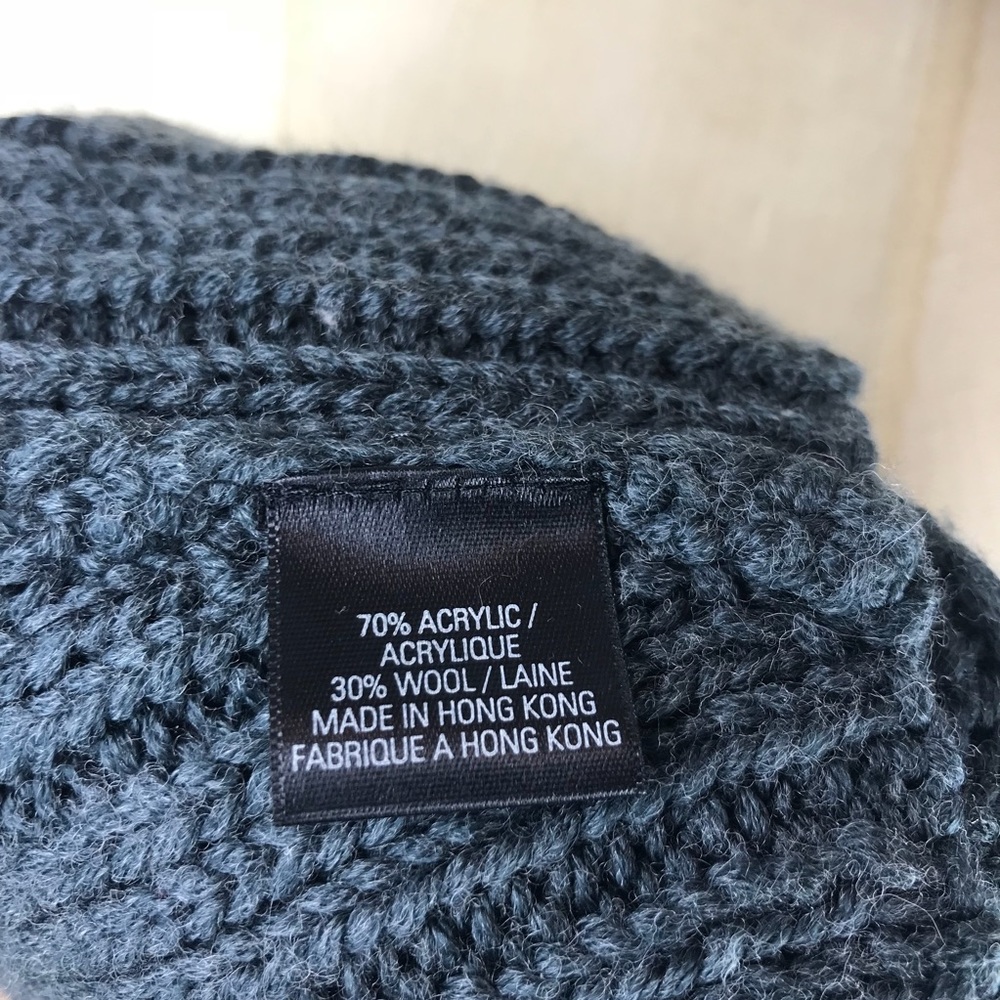 70% ACRYLIC /
ACRYLIQUE
30% WOOL / LAINE
MADE IN HONG KONG
FABRIQUE A HONG KONG